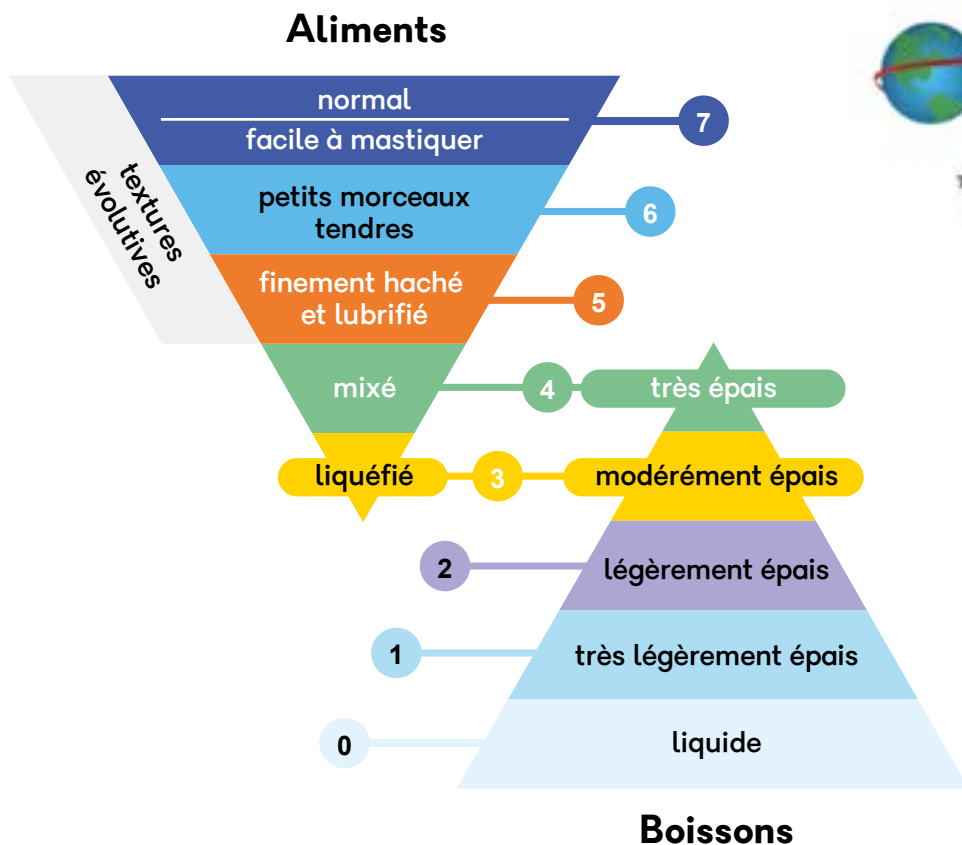 Aliments
normal
facile à mastiquer
7
textures
évolutives
petits morceaux
tendres
6
finement haché
et lubrifié
5
mixé
4
très épais
liquéfié
3
modérément épais
2
légèrement épais
1
très légèrement épais
0
liquide
Boissons